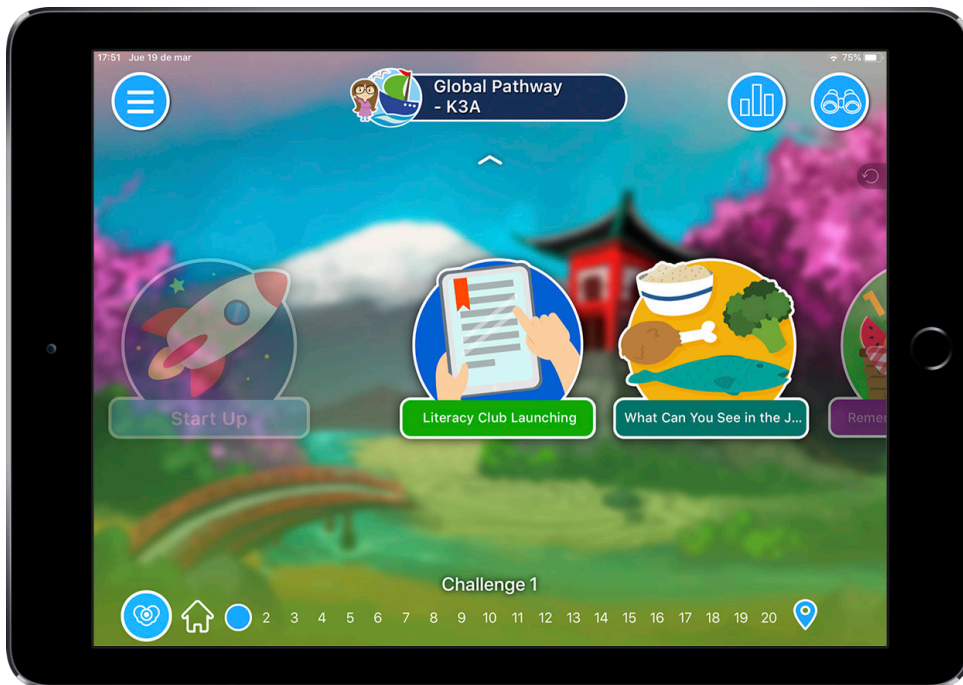 17:51 Jue 19 de mar
75%
Global Pathway
- K3A
Start Up
Literacy Club Launching
What Can You See in the J...
Remer
Challenge 1
2 3 4 5 6 7 8 9 10 11 12 13 14 15 16 17 18 19 20